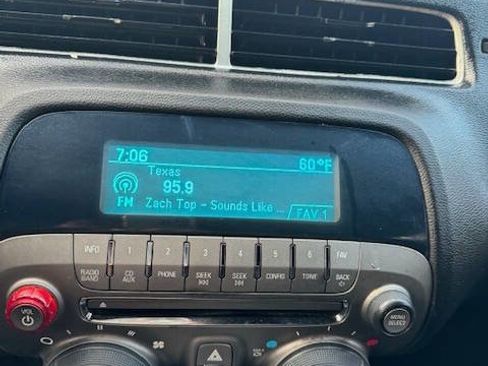 7:06 60°F
Texas
95.9
FM Zach Top - Sounds Like ... FAV 1
INFO 1 2 3 4 5 6 FAV
RADIO BAND CD AUX PHONE SEEK SEEK CONFIG TONE BACK
VOL
MENU
SELECT